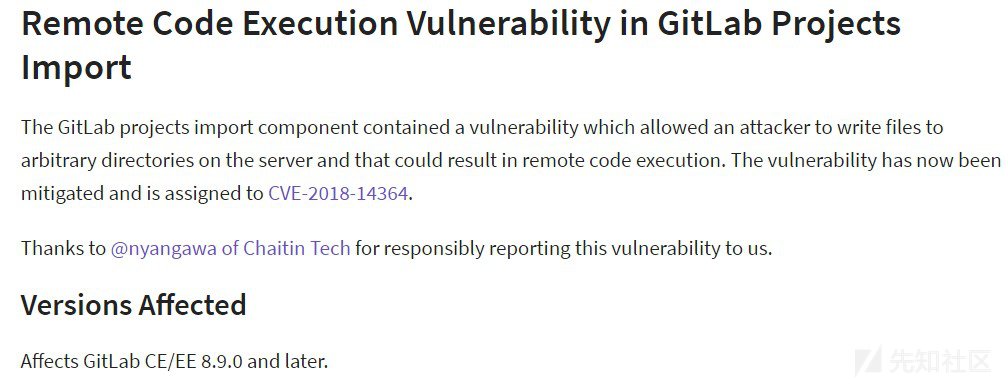 Remote Code Execution Vulnerability in GitLab Projects
Import
The GitLab projects import component contained a vulnerability which allowed an attacker to write files to
arbitrary directories on the server and that could result in remote code execution. The vulnerability has now been
mitigated and is assigned to CVE-2018-14364.
Thanks to @nyangawa of Chaitin Tech for responsibly reporting this vulnerability to us.
Versions Affected
Affects GitLab CE/EE 8.9.0 and later.
先知社区